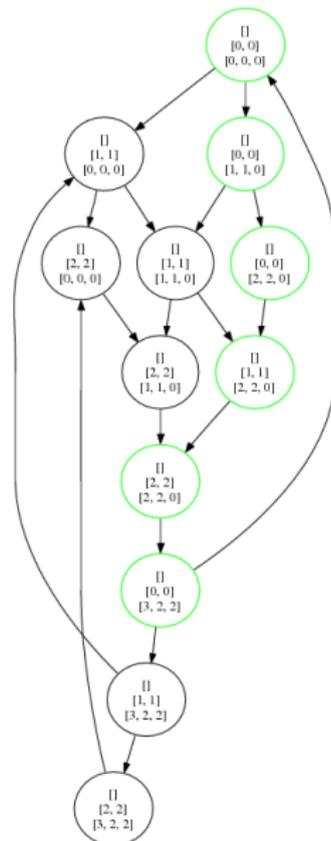 []
[0, 0]
[0, 0, 0]
[]
[1, 1]
[0, 0, 0]
[]
[0, 0]
[1, 1, 0]
[]
[2, 2]
[0, 0, 0]
[]
[1, 1]
[1, 1, 0]
[]
[0, 0]
[2, 2, 0]
[]
[2, 2]
[1, 1, 0]
[]
[1, 1]
[2, 2, 0]
[]
[2, 2]
[2, 2, 0]
[]
[0, 0]
[3, 2, 2]
[]
[1, 1]
[3, 2, 2]
[]
[2, 2]
[3, 2, 2]